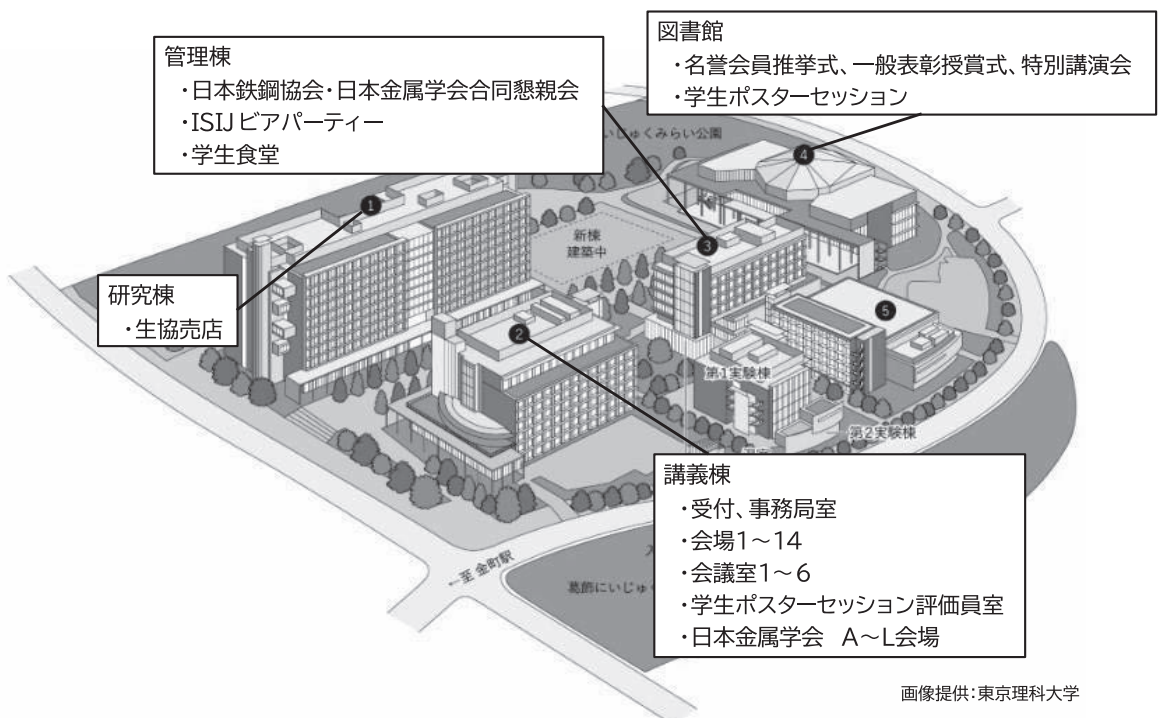 図書館
・名誉会員推挙式、一般表彰授賞式、特別講演会
・学生ポスターセッション
管理棟
・日本鉄鋼協会・日本金属学会合同懇親会
・ISIJ ビアパーティー
・学生食堂
いじゅくみらい公園
❹
❶
新棟
建築中
❸
研究棟
・生協売店
❺
❷
第1実験棟
第2実験棟
講義棟
・受付、事務局室
・会場1～14
・会議室1～6
・学生ポスターセッション評価員室
・日本金属学会　A～L会場
←至 金町駅
葛飾にいじゅく
画像提供:東京理科大学